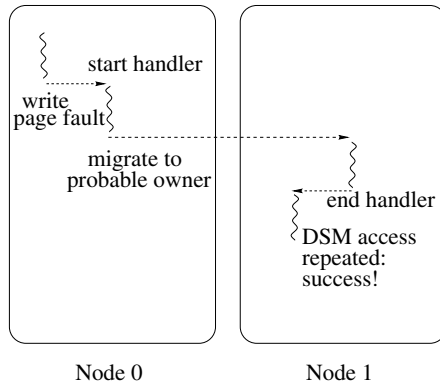 start handler
write
page fault
migrate to
probable owner
end handler
DSM access
repeated:
success!
Node 0
Node 1